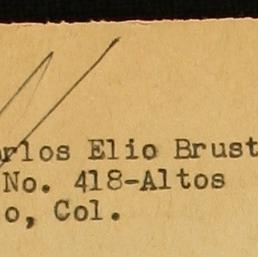 rlos Elio Brust
No. 418-Altos
o, Col.